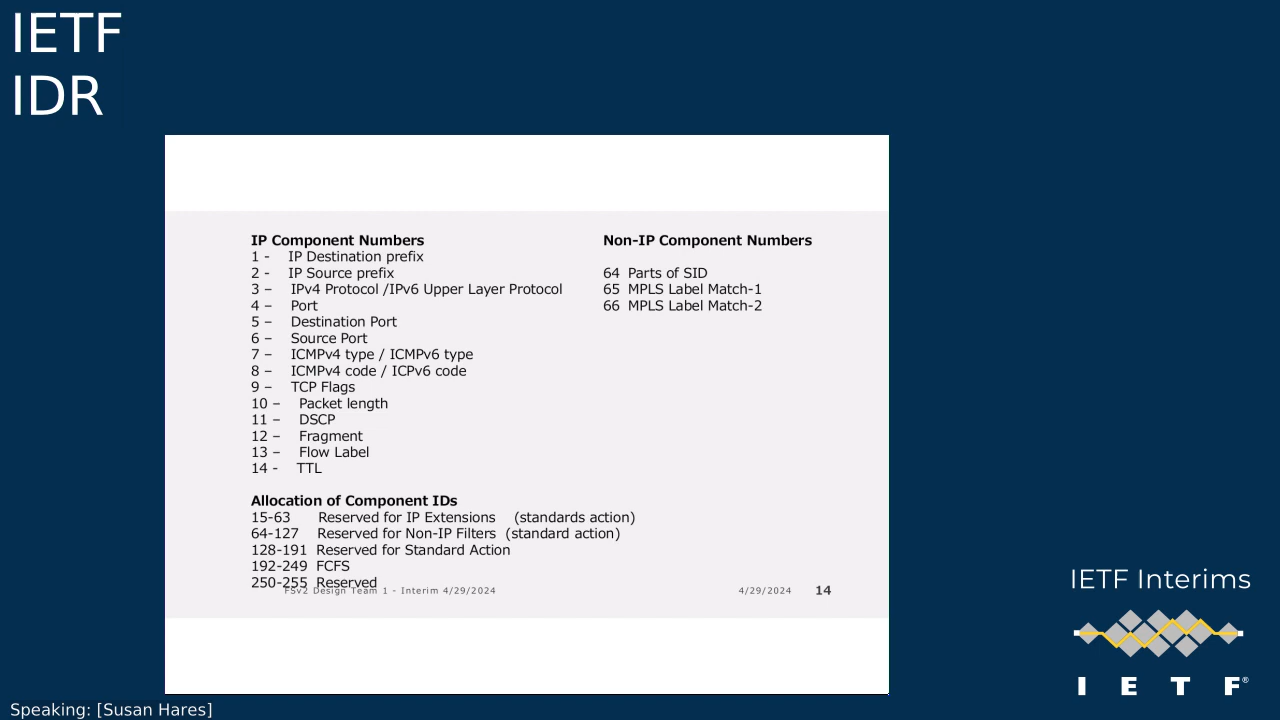 IETF
IDR
IP Component Numbers
1 - IP Destination prefix
2 - IP Source prefix
3 – IPv4 Protocol /IPv6 Upper Layer Protocol
4 – Port
5 – Destination Port
6 – Source Port
7 – ICMPv4 type / ICMPv6 type
8 – ICMPv4 code / ICPv6 code
9 – TCP Flags
10 – Packet length
11 – DSCP
12 – Fragment
13 – Flow Label
14 - TTL
Non-IP Component Numbers
64 Parts of SID
65 MPLS Label Match-1
66 MPLS Label Match-2
Allocation of Component IDs
15-63 Reserved for IP Extensions (standards action)
64-127 Reserved for Non-IP Filters (standard action)
128-191 Reserved for Standard Action
192-249 FCFS
250-255 Reserved
FSv2 Design Team 1 - Interim 4/29/2024
4/29/2024
14
IETF Interims
I E T F®
Speaking: [Susan Hares]